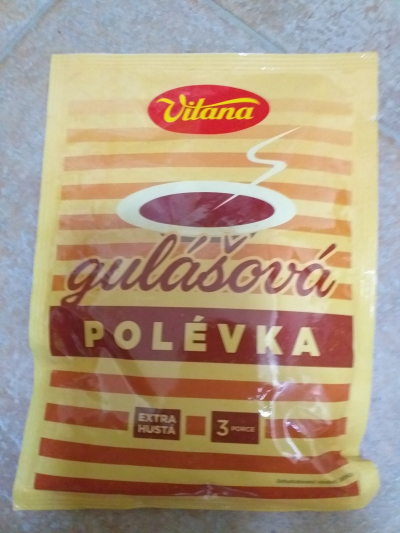 Vitana
gulášová
POLÉVKA
EXTRA
HUSTÁ
3 PORCE